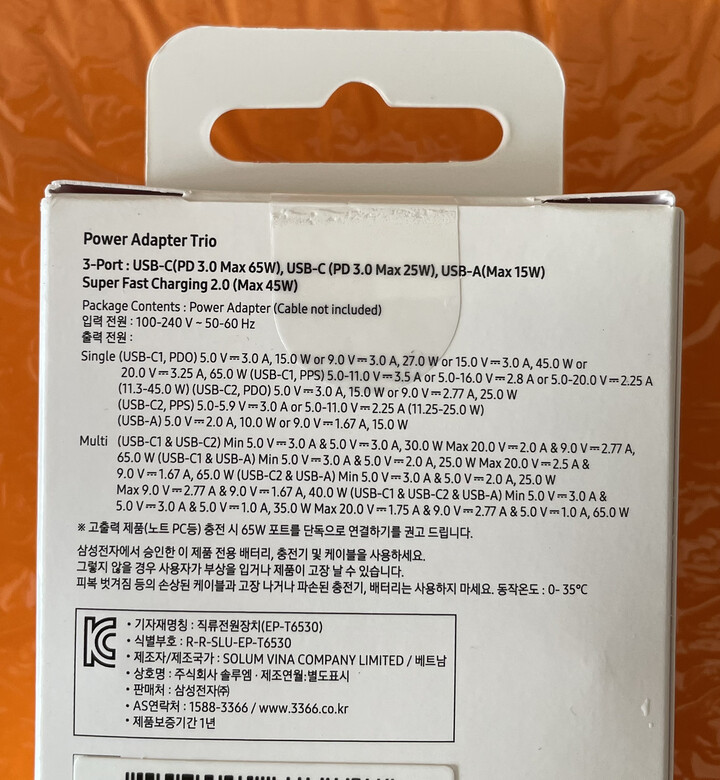 Power Adapter Trio
3-Port : USB-C(PD 3.0 Max 65W), USB-C (PD 3.0 Max 25W), USB-A(Max 15W)
Super Fast Charging 2.0 (Max 45W)
Package Contents : Power Adapter (Cable not included)
입력 전원 : 100-240 V ~ 50-60 Hz
출력 전원 :
Single (USB-C1, PDO) 5.0 V⎓3.0 A, 15.0 W or 9.0 V⎓3.0 A, 27.0 W or 15.0 V⎓3.0 A, 45.0 W or
20.0 V⎓3.25 A, 65.0 W (USB-C1, PPS) 5.0-11.0 V⎓3.5 A or 5.0-16.0 V⎓2.8 A or 5.0-20.0 V⎓2.25 A
(11.3-45.0 W) (USB-C2, PDO) 5.0 V⎓3.0 A, 15.0 W or 9.0 V⎓2.77 A, 25.0 W
(USB-C2, PPS) 5.0-5.9 V⎓3.0 A or 5.0-11.0 V⎓2.25 A (11.25-25.0 W)
(USB-A) 5.0 V⎓2.0 A, 10.0 W or 9.0 V⎓1.67 A, 15.0 W
Multi (USB-C1 & USB-C2) Min 5.0 V⎓3.0 A & 5.0 V⎓3.0 A, 30.0 W Max 20.0 V⎓2.0 A & 9.0 V⎓2.77 A,
65.0 W (USB-C1 & USB-A) Min 5.0 V⎓3.0 A & 5.0 V⎓2.0 A, 25.0 W Max 20.0 V⎓2.5 A &
9.0 V⎓1.67 A, 65.0 W (USB-C2 & USB-A) Min 5.0 V⎓3.0 A & 5.0 V⎓2.0 A, 25.0 W
Max 9.0 V⎓2.77 A & 9.0 V⎓1.67 A, 40.0 W (USB-C1 & USB-C2 & USB-A) Min 5.0 V⎓3.0 A &
5.0 V⎓3.0 A & 5.0 V⎓1.0 A, 35.0 W Max 20.0 V⎓1.75 A & 9.0 V⎓2.77 A & 5.0 V⎓1.0 A, 65.0 W
※ 고출력 제품(노트 PC등) 충전 시 65W 포트를 단독으로 연결하기를 권고 드립니다.
삼성전자에서 승인한 이 제품 전용 배터리, 충전기 및 케이블을 사용하세요.
그렇지 않을 경우 사용자가 부상을 입거나 제품이 고장 날 수 있습니다.
피복 벗겨짐 등의 손상된 케이블과 고장 나거나 파손된 충전기, 배터리는 사용하지 마세요. 동작온도 : 0- 35℃
• 기자재명칭 : 직류전원장치(EP-T6530)
• 식별부호 : R-R-SLU-EP-T6530
• 제조자/제조국가 : SOLUM VINA COMPANY LIMITED / 베트남
• 상호명 : 주식회사 솔루엠 · 제조연월:별도표시
• 판매처 : 삼성전자㈜
• AS연락처 : 1588-3366 / www.3366.co.kr
• 제품보증기간 1년